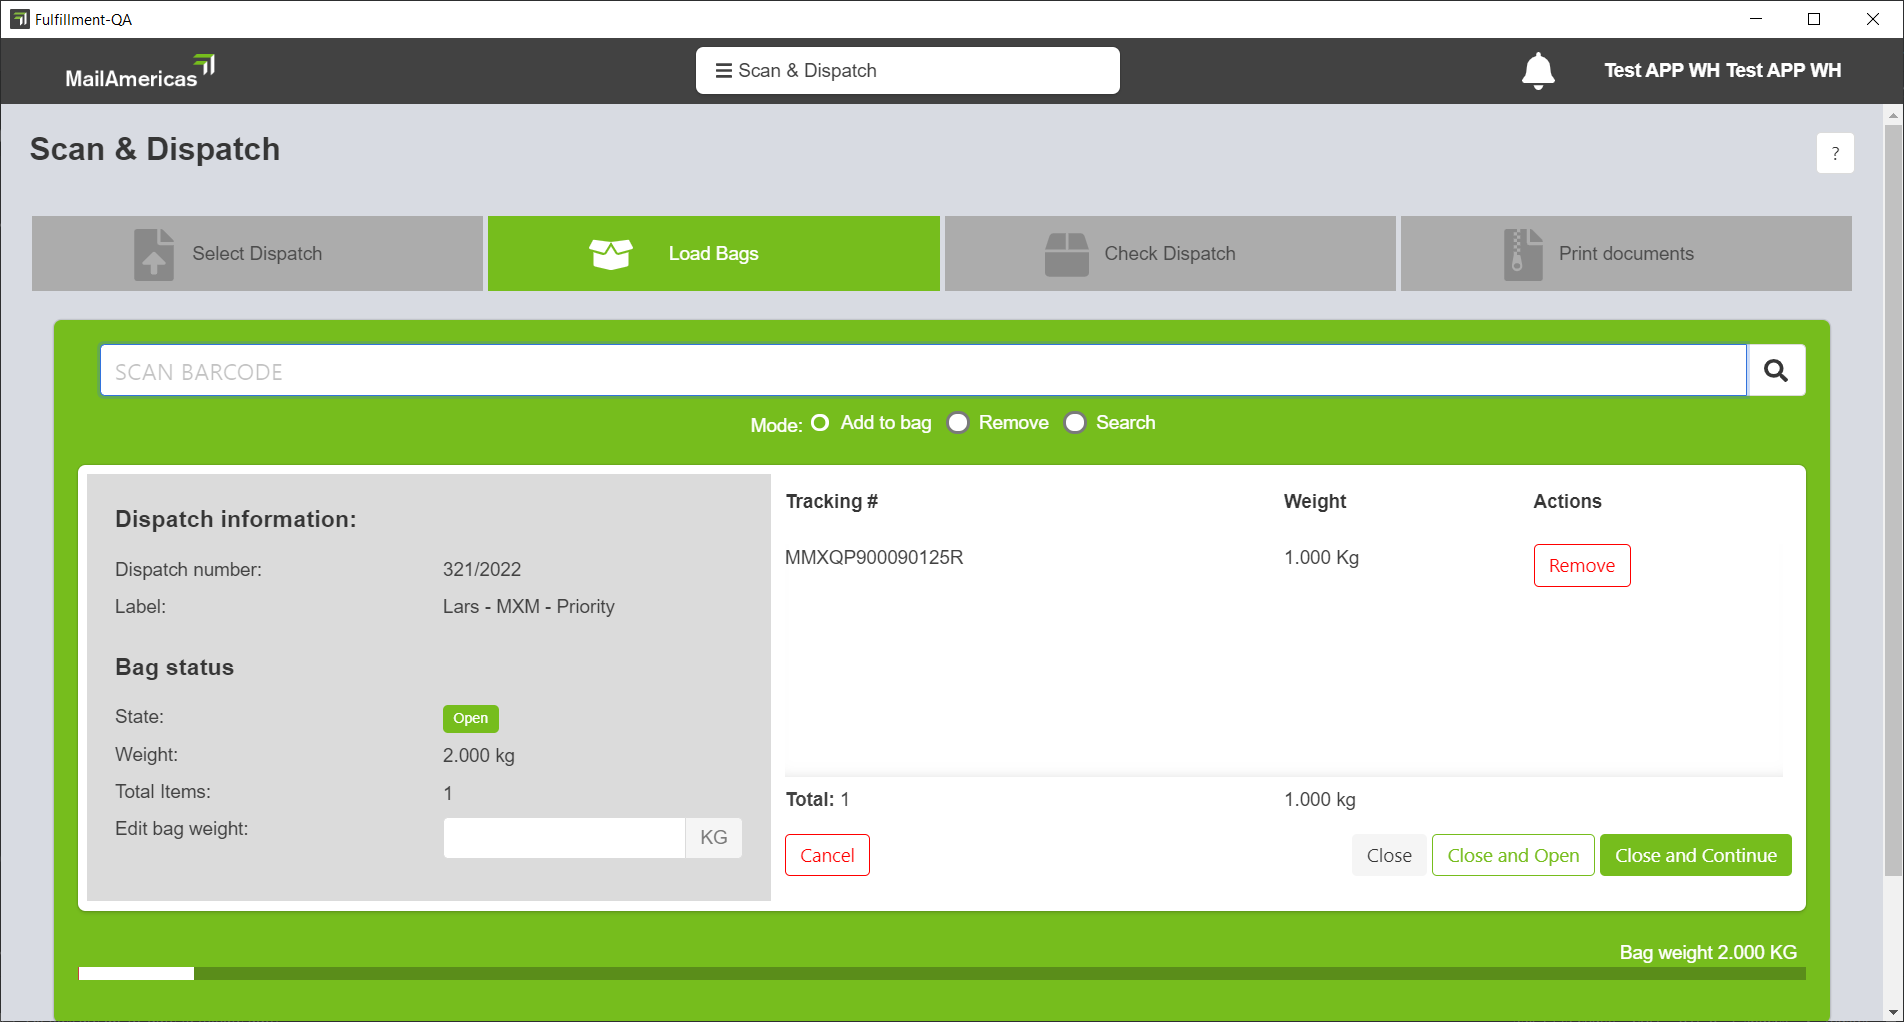 Fulfillment-QA
MailAmericas
Scan & Dispatch
Test APP WH Test APP WH
Scan & Dispatch
?
Select Dispatch
Load Bags
Check Dispatch
Print documents
SCAN BARCODE
Mode: Add to bag Remove Search
Dispatch information:
Dispatch number: 321/2022
Label: Lars - MXM - Priority
Bag status
State: Open
Weight: 2.000 kg
Total Items: 1
Edit bag weight: KG
Tracking # Weight Actions
MMXQP900090125R 1.000 Kg Remove
Total: 1 1.000 kg
Cancel Close Close and Open Close and Continue
Bag weight 2.000 KG